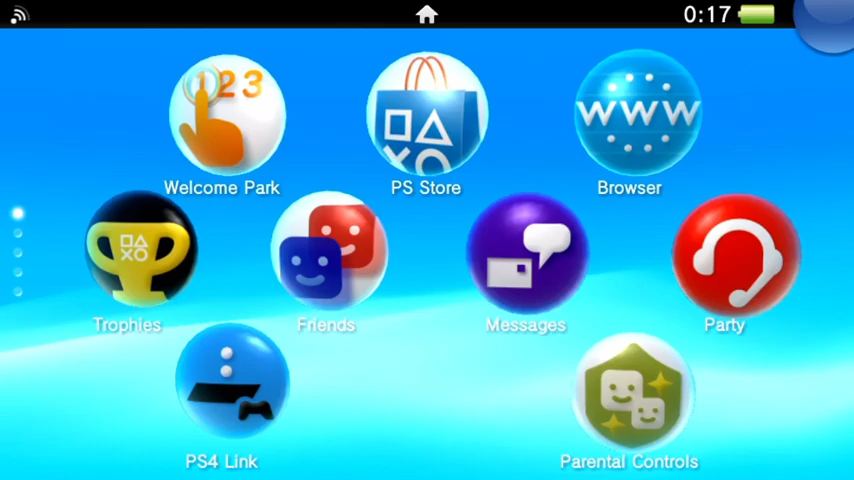 0:17
123
Welcome Park
PS Store
WWW
Browser
Trophies
Friends
Messages
Party
PS4 Link
Parental Controls